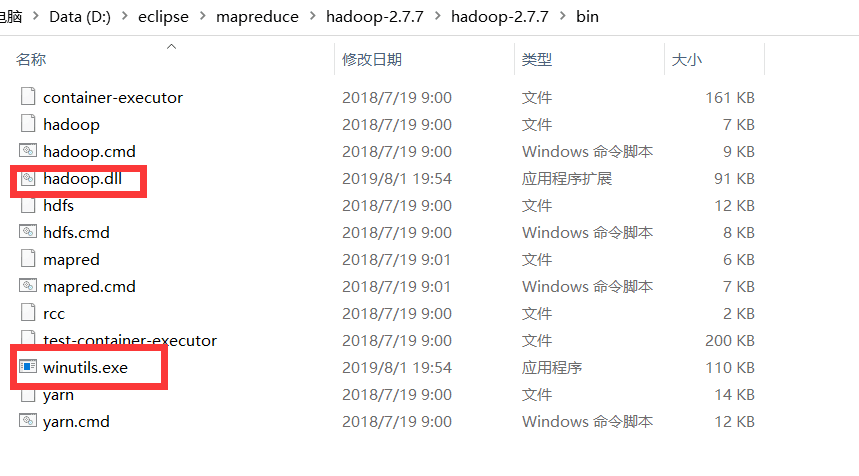 电脑 > Data (D:) > eclipse > mapreduce > hadoop-2.7.7 > hadoop-2.7.7 > bin
名称 修改日期 类型 大小
container-executor 2018/7/19 9:00 文件 161 KB
hadoop 2018/7/19 9:00 文件 7 KB
hadoop.cmd 2018/7/19 9:00 Windows 命令脚本 9 KB
hadoop.dll 2019/8/1 19:54 应用程序扩展 91 KB
hdfs 2018/7/19 9:00 文件 12 KB
hdfs.cmd 2018/7/19 9:00 Windows 命令脚本 8 KB
mapred 2018/7/19 9:01 文件 6 KB
mapred.cmd 2018/7/19 9:01 Windows 命令脚本 7 KB
rcc 2018/7/19 9:00 文件 2 KB
test-container-executor 2018/7/19 9:00 文件 200 KB
winutils.exe 2019/8/1 19:54 应用程序 110 KB
yarn 2018/7/19 9:00 文件 14 KB
yarn.cmd 2018/7/19 9:00 Windows 命令脚本 12 KB